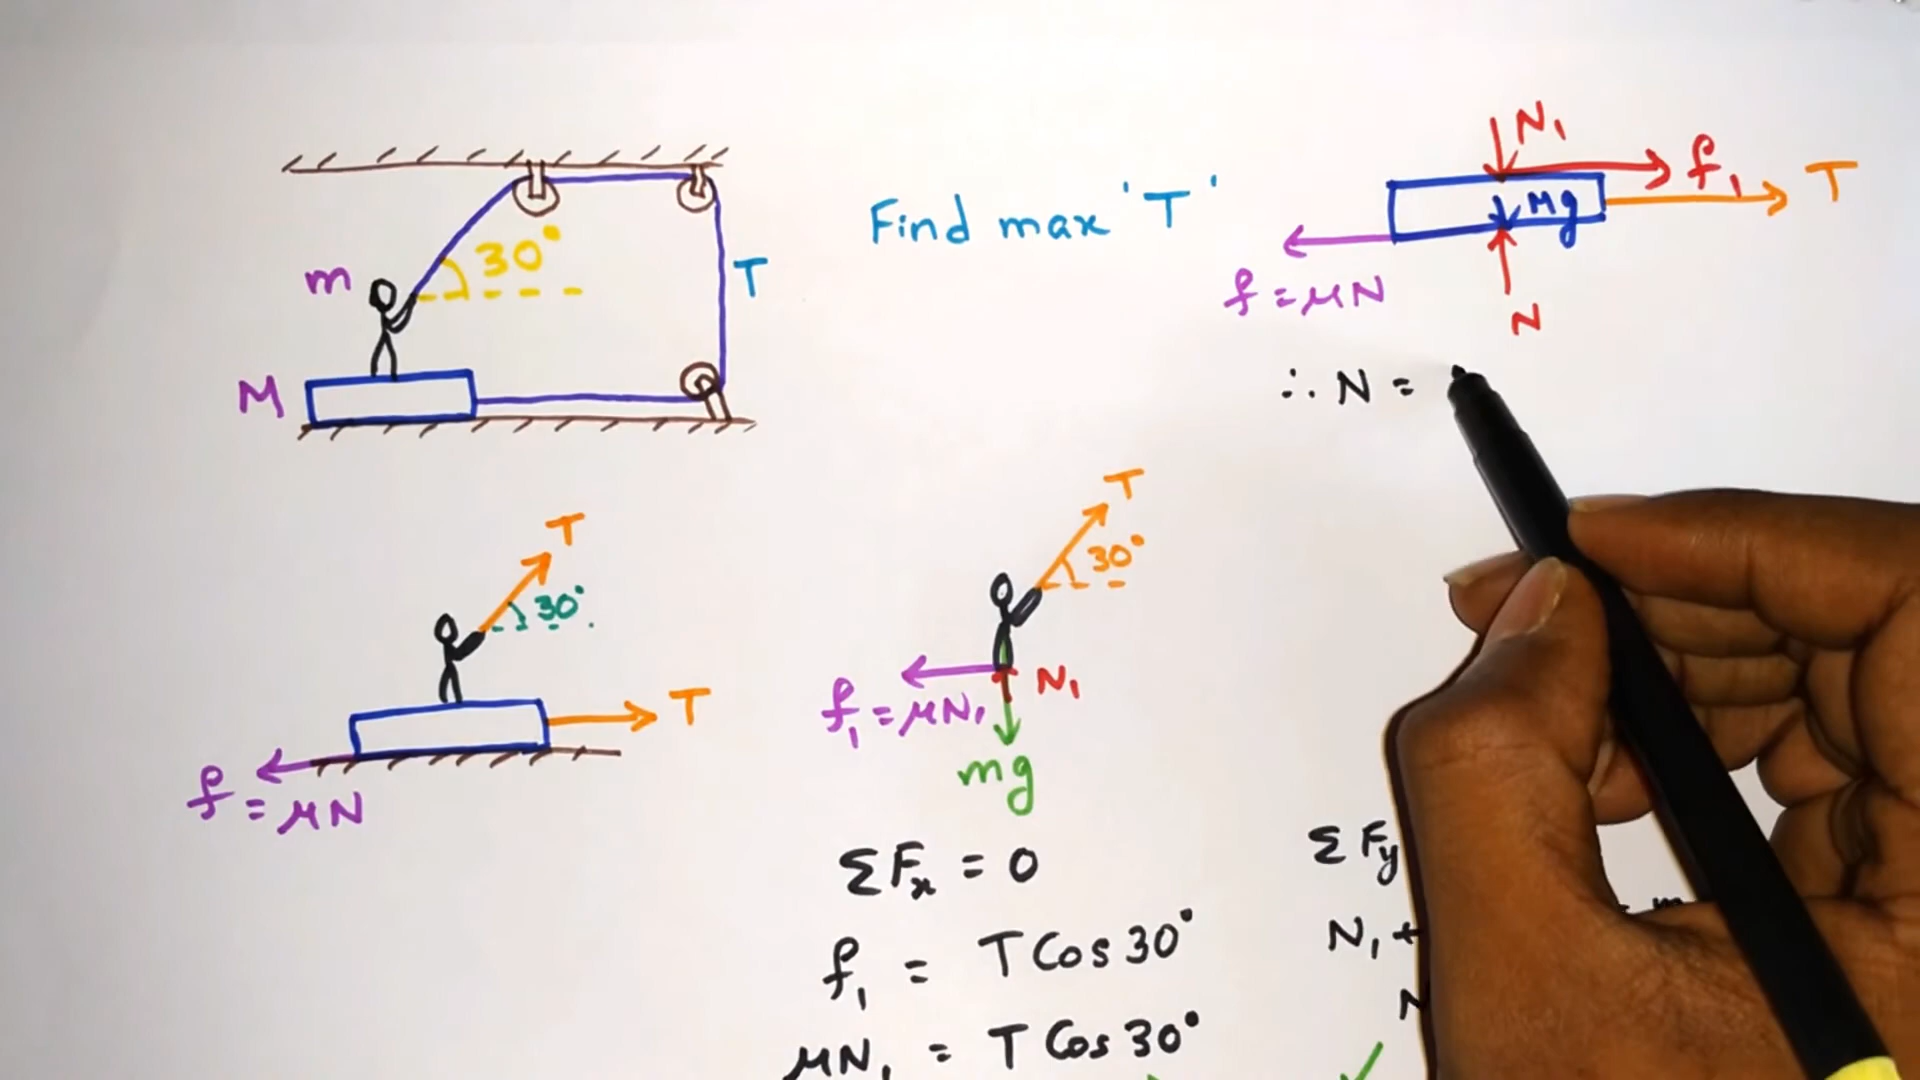 Find max 'T'
30°
m
T
M
N₁
f₁
T
Mg
f = μN
N
∴ N =
T
30°
T
f = μN
T
30°
f₁ = μN₁
N₁
mg
ΣFₓ = 0
f₁ = T Cos 30°
μN₁ = T Cos 30°
ΣFy
N₁ +